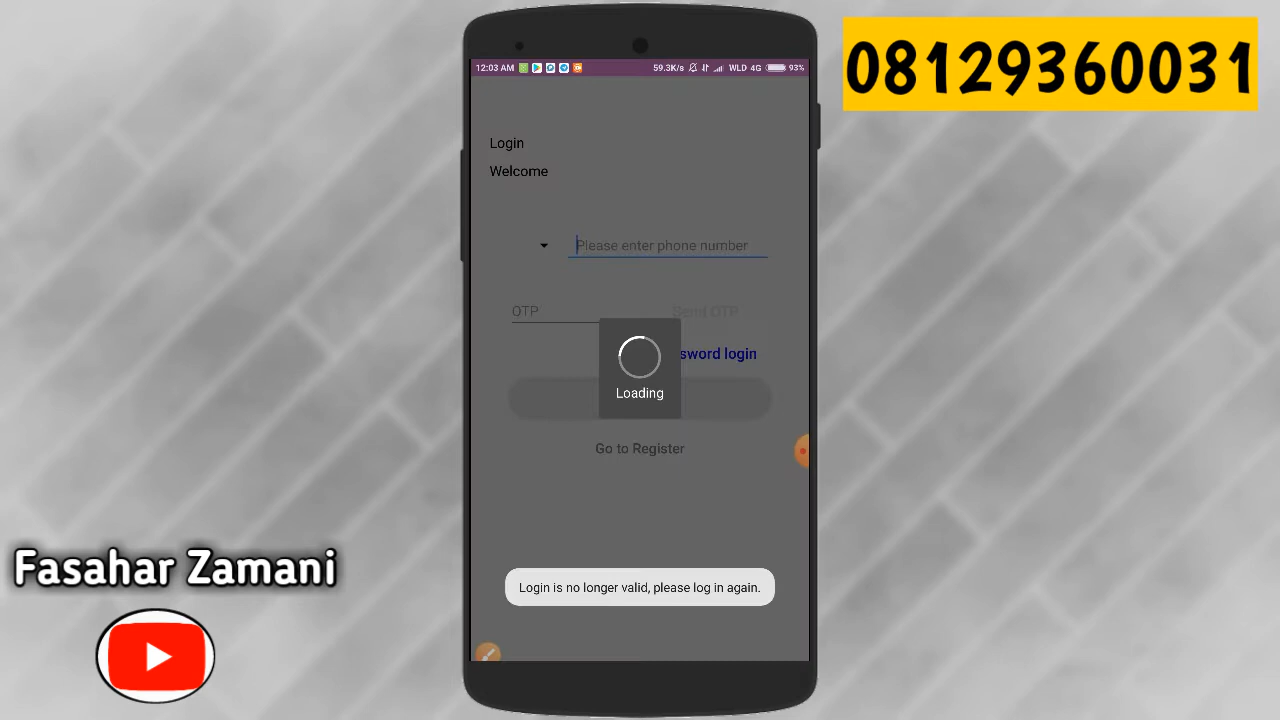 08129360031
12:03 AM
59.3K/s
WLD 4G
93%
Login
Welcome
Please enter phone number
OTP
Send OTP
sword login
Loading
Go to Register
Login is no longer valid, please log in again.
Fasahar Zamani